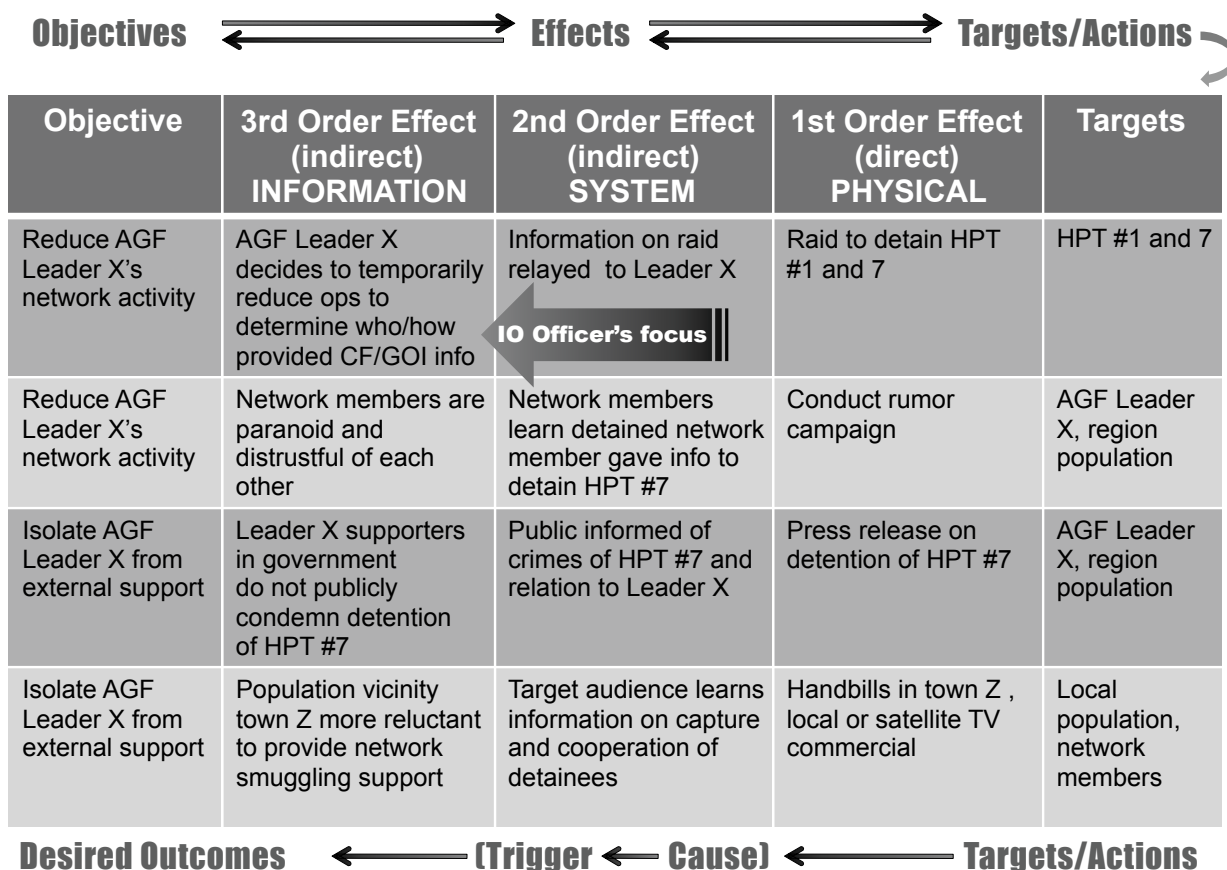 Objectives Effects Targets/Actions
Objective
3rd Order Effect
(indirect)
INFORMATION
2nd Order Effect
(indirect)
SYSTEM
1st Order Effect
(direct)
PHYSICAL
Targets
Reduce AGF
Leader X's
network activity
AGF Leader X
decides to temporarily
reduce ops to
determine who/how
provided CF/GOI info
Information on raid
relayed to Leader X
IO Officer's focus
Raid to detain HPT
#1 and 7
HPT #1 and 7
Reduce AGF
Leader X's
network activity
Network members are
paranoid and
distrustful of each
other
Network members
learn detained network
member gave info to
detain HPT #7
Conduct rumor
campaign
AGF Leader
X, region
population
Isolate AGF
Leader X from
external support
Leader X supporters
in government
do not publicly
condemn detention
of HPT #7
Public informed of
crimes of HPT #7 and
relation to Leader X
Press release on
detention of HPT #7
AGF Leader
X, region
population
Isolate AGF
Leader X from
external support
Population vicinity
town Z more reluctant
to provide network
smuggling support
Target audience learns
information on capture
and cooperation of
detainees
Handbills in town Z ,
local or satellite TV
commercial
Local
population,
network
members
Desired Outcomes (Trigger Cause) Targets/Actions